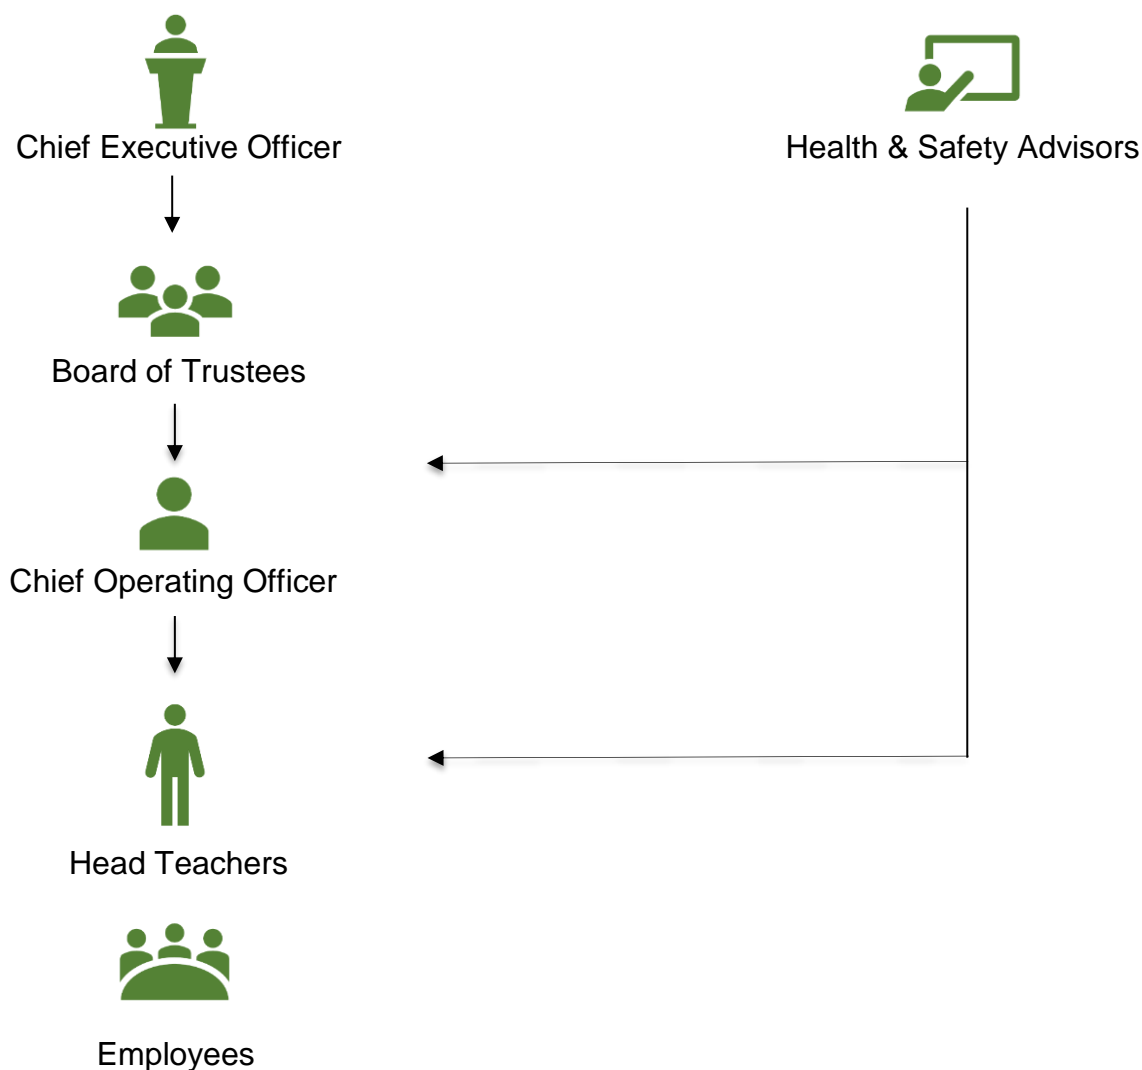 Chief Executive Officer
Health & Safety Advisors
Board of Trustees
Chief Operating Officer
Head Teachers
Employees